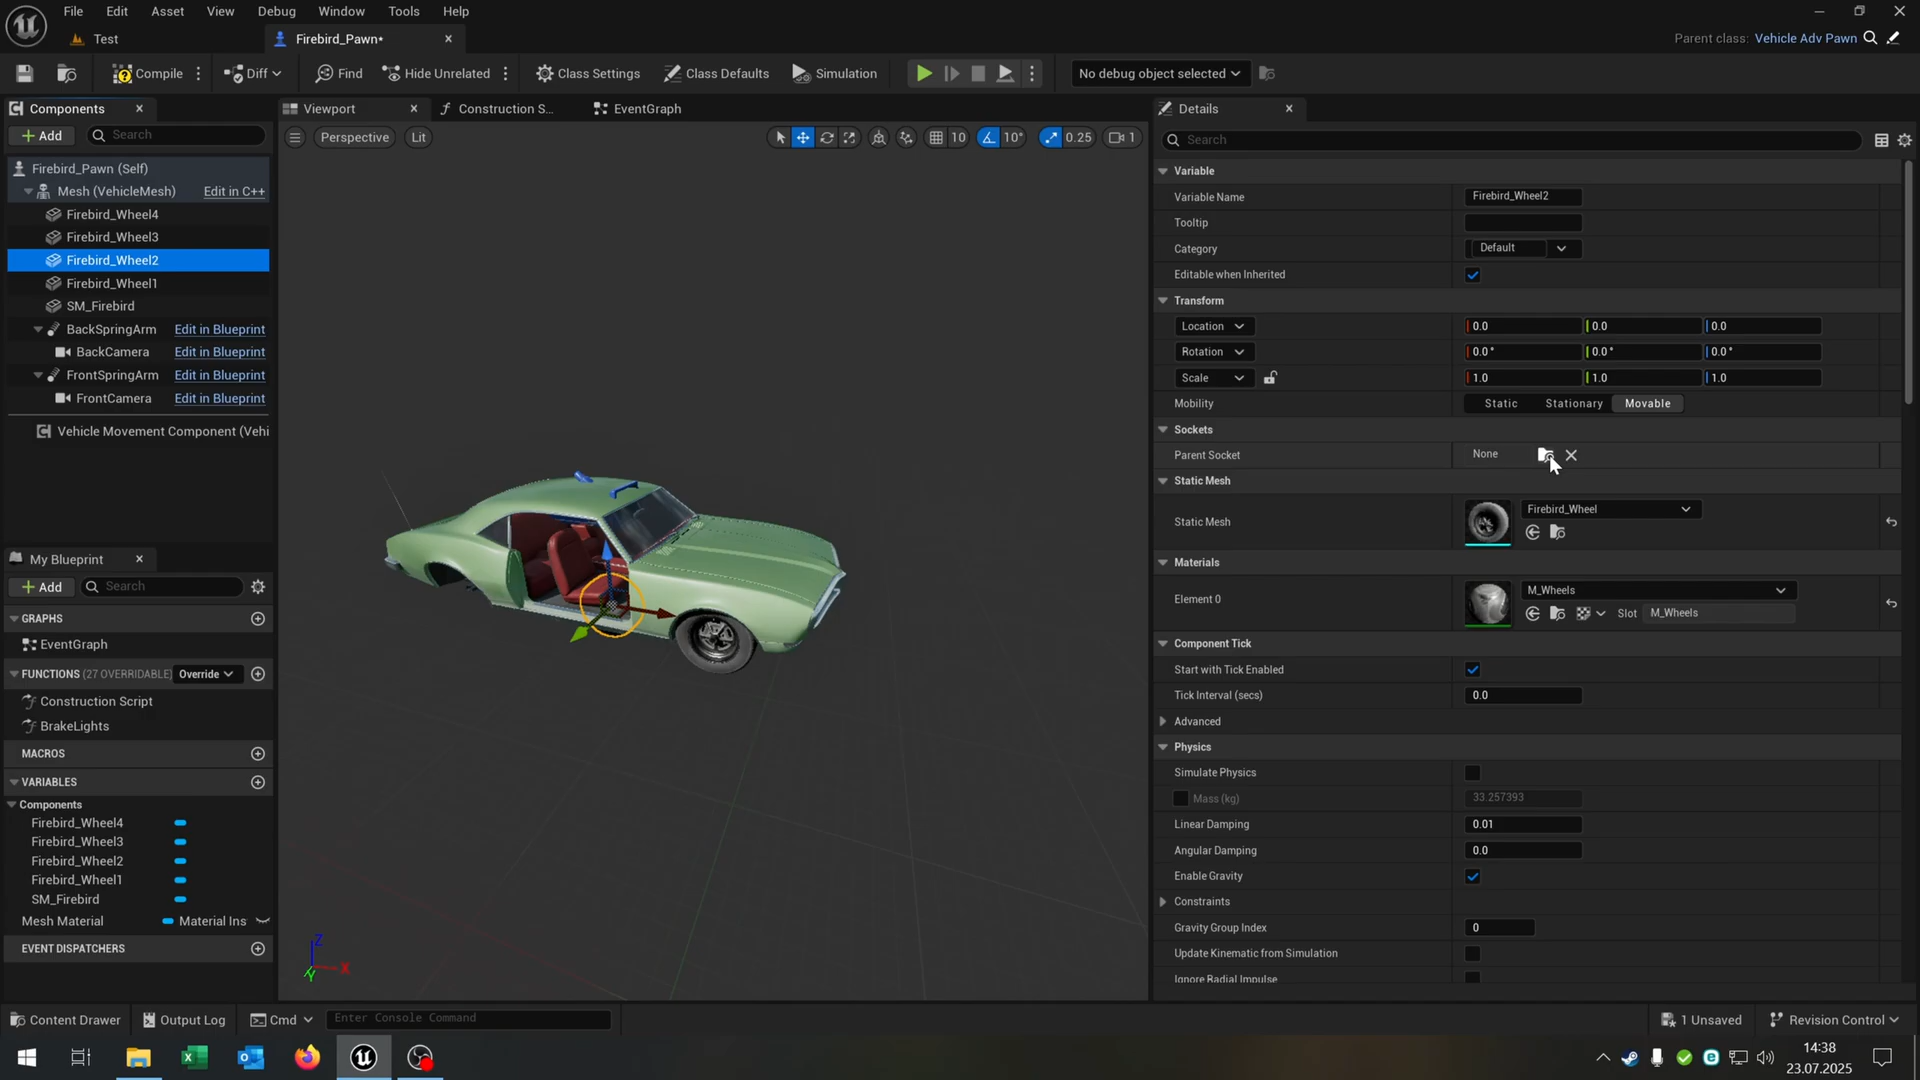 File Edit View Asset Debug Window Tools Help
Test
Firebird_Pawn*
Parent class: Vehicle Adv Pawn
Compile
Diff
Find
Hide Unrelated
Class Settings
Class Defaults
Simulation
No debug object selected
Components
Add
Search
Firebird_Pawn (Self)
Mesh (VehicleMesh) Edit in C++
Firebird_Wheel4
Firebird_Wheel3
Firebird_Wheel2
Firebird_Wheel1
SM_Firebird
BackSpringArm Edit in Blueprint
BackCamera Edit in Blueprint
FrontSpringArm Edit in Blueprint
FrontCamera Edit in Blueprint
Vehicle Movement Component (Vehi
My Blueprint
Add
Search
GRAPHS
EventGraph
FUNCTIONS (27 OVERRIDABLE) Override
Construction Script
BrakeLights
MACROS
VARIABLES
Components
Firebird_Wheel4
Firebird_Wheel3
Firebird_Wheel2
Firebird_Wheel1
SM_Firebird
Mesh Material Material Ins
EVENT DISPATCHERS
Viewport
Construction S...
EventGraph
Perspective
Lit
10
10°
0.25
1
Z
X
Y
Details
Search
Variable
Variable Name Firebird_Wheel2
Tooltip
Category Default
Editable when Inherited
Transform
Location 0.0 0.0 0.0
Rotation 0.0° 0.0° 0.0°
Scale 1.0 1.0 1.0
Mobility Static Stationary Movable
Sockets
Parent Socket None
Static Mesh
Static Mesh Firebird_Wheel
Materials
Element 0 M_Wheels
Slot M_Wheels
Component Tick
Start with Tick Enabled
Tick Interval (secs) 0.0
Advanced
Physics
Simulate Physics
Mass (kg) 33.257393
Linear Damping 0.01
Angular Damping 0.0
Enable Gravity
Constraints
Gravity Group Index 0
Update Kinematic from Simulation
Ignore Radial Impulse
Content Drawer
Output Log
Cmd
Enter Console Command
1 Unsaved
Revision Control
14:38
23.07.2025